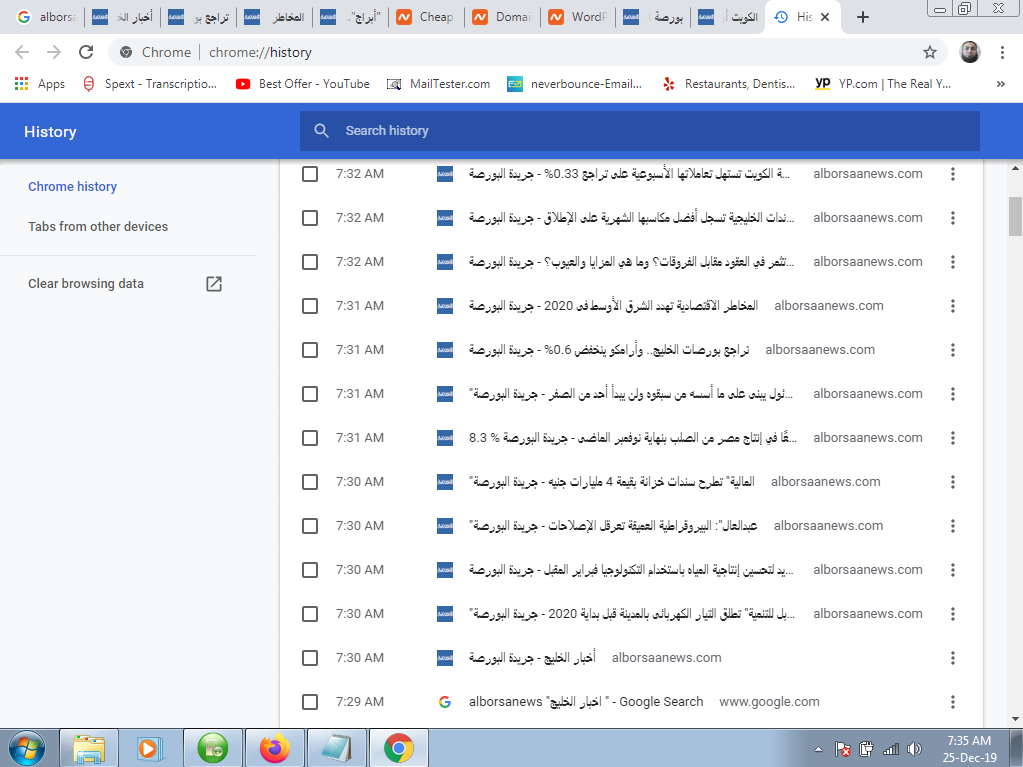 alborsa
أخبار الخ
تراجع بو
المخاطر
"أبراج"..
Cheap
Domai
WordP
بورصة ا
الكويت أ
His
Chrome chrome://history
Apps Spext - Transcriptio... Best Offer - YouTube MailTester.com neverbounce-Email... Restaurants, Dentis... YP.com | The Real Y...
History Search history
Chrome history
Tabs from other devices
Clear browsing data
7:32 AM ...ة الكويت تستهل تعاملاتها الأسبوعية على تراجع 0.33% - جريدة البورصة alborsaanews.com
7:32 AM ...ندات الخليجية تسجل أفضل مكاسبها الشهرية على الإطلاق - جريدة البورصة alborsaanews.com
7:32 AM ...تثمر في العقود مقابل الفروقات؟ وما هي المزايا والعيوب؟ - جريدة البورصة alborsaanews.com
7:31 AM المخاطر الاقتصادية تهدد الشرق الأوسط فى 2020 - جريدة البورصة alborsaanews.com
7:31 AM تراجع بورصات الخليج.. وأرامكو ينخفض 0.6% - جريدة البورصة alborsaanews.com
7:31 AM ...ئول يبنى على ما أسسه من سبقوه ولن يبدأ أحد من الصفر - جريدة البورصة" alborsaanews.com
7:31 AM ...عًا في إنتاج مصر من الصلب بنهاية نوفمبر الماضى - جريدة البورصة % 8.3 alborsaanews.com
7:30 AM المالية" تطرح سندات خزانة بقيمة 4 مليارات جنيه - جريدة البورصة" alborsaanews.com
7:30 AM عبدالعال": البيروقراطية العميقة تعرقل الإصلاحات - جريدة البورصة" alborsaanews.com
7:30 AM ...يد لتحسين إنتاجية المياه باستخدام التكنولوجيا فبراير المقبل - جريدة البورصة alborsaanews.com
7:30 AM ...بل للتنمية" تطلق التيار الكهربائى بالمدينة قبل بداية 2020 - جريدة البورصة" alborsaanews.com
7:30 AM أخبار الخليج - جريدة البورصة alborsaanews.com
7:29 AM alborsanews "اخبار الخليج " - Google Search www.google.com
7:35 AM
25-Dec-19